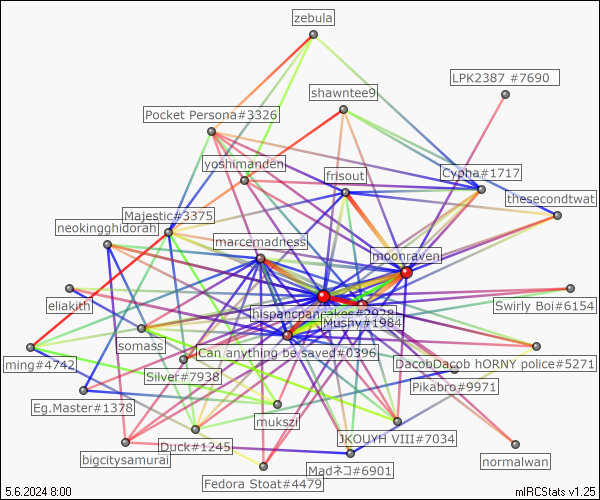 zebula
LPK2387 #7690
shawntee9
Pocket Persona#3326
yoshimanden
frisout
Cypha#1717
thesecondtwat
Majestic#3375
neokingghidorah
marcemadness
moonraven
eliakith
hispancpancakes#2928
Swirly Boi#6154
Mushy#1984
somass
Can anything be saved#0396
ming#4742
DacobDacob HORNY police#5271
Silver#7938
Pikabro#9971
Eg.Master#1378
mukszi
JKOUYH VIII#7034
Duck#1245
bigcitysamurai
normalwan
Madネコ#6901
Fedora Stoat#4479
5.6.2024 8:00
mIRCStats v1.25